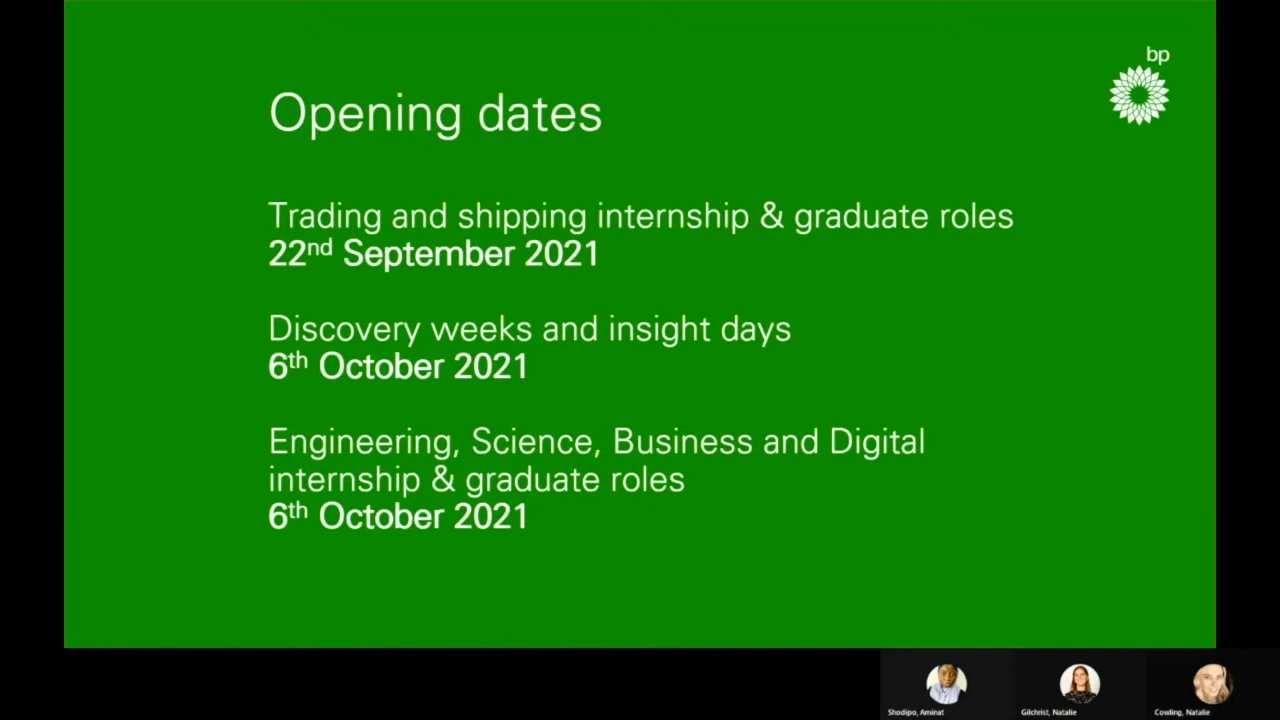 bp
Opening dates
Trading and shipping internship & graduate roles
22nd September 2021
Discovery weeks and insight days
6th October 2021
Engineering, Science, Business and Digital
internship & graduate roles
6th October 2021
Shodipo, Aminat
Gilchrist, Natalie
Cowling, Natalie